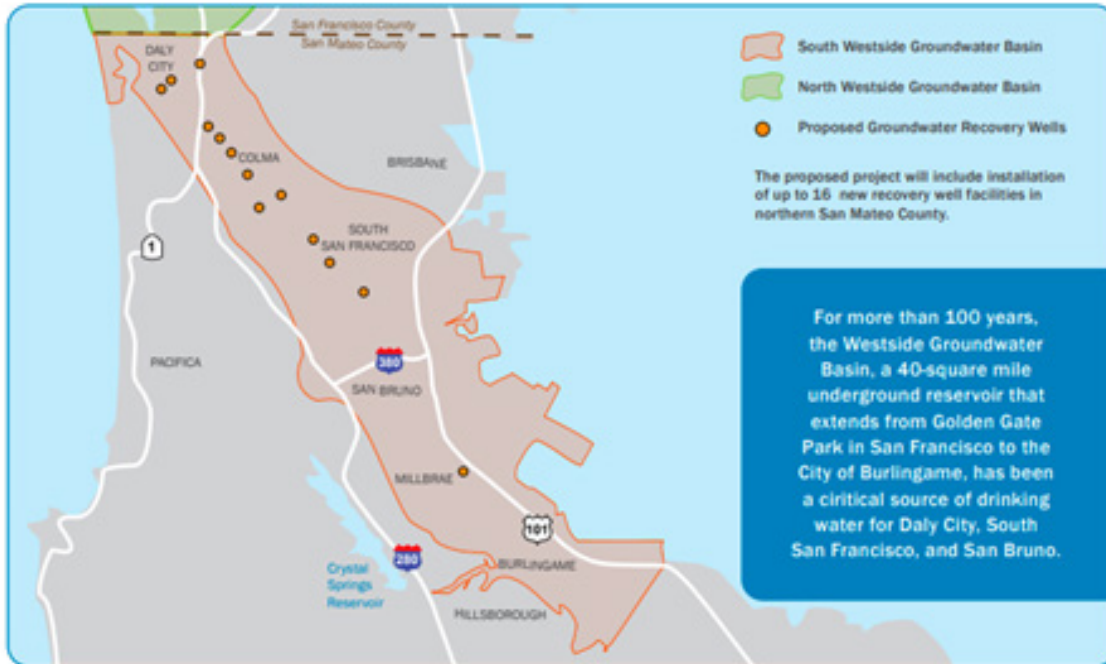 San Francisco County
San Mateo County
DALY
CITY
COLMA
BRISBANE
SOUTH
SAN FRANCISCO
1
PACIFICA
380
SAN BRUNO
MILLBRAE
101
280
BURLINGAME
Crystal
Springs
Reservoir
HILLSBOROUGH
South Westside Groundwater Basin
North Westside Groundwater Basin
Proposed Groundwater Recovery Wells
The proposed project will include installation
of up to 16 new recovery well facilities in
northern San Mateo County.
For more than 100 years,
the Westside Groundwater
Basin, a 40-square mile
underground reservoir that
extends from Golden Gate
Park in San Francisco to the
City of Burlingame, has been
a ciritical source of drinking
water for Daly City, South
San Francisco, and San Bruno.